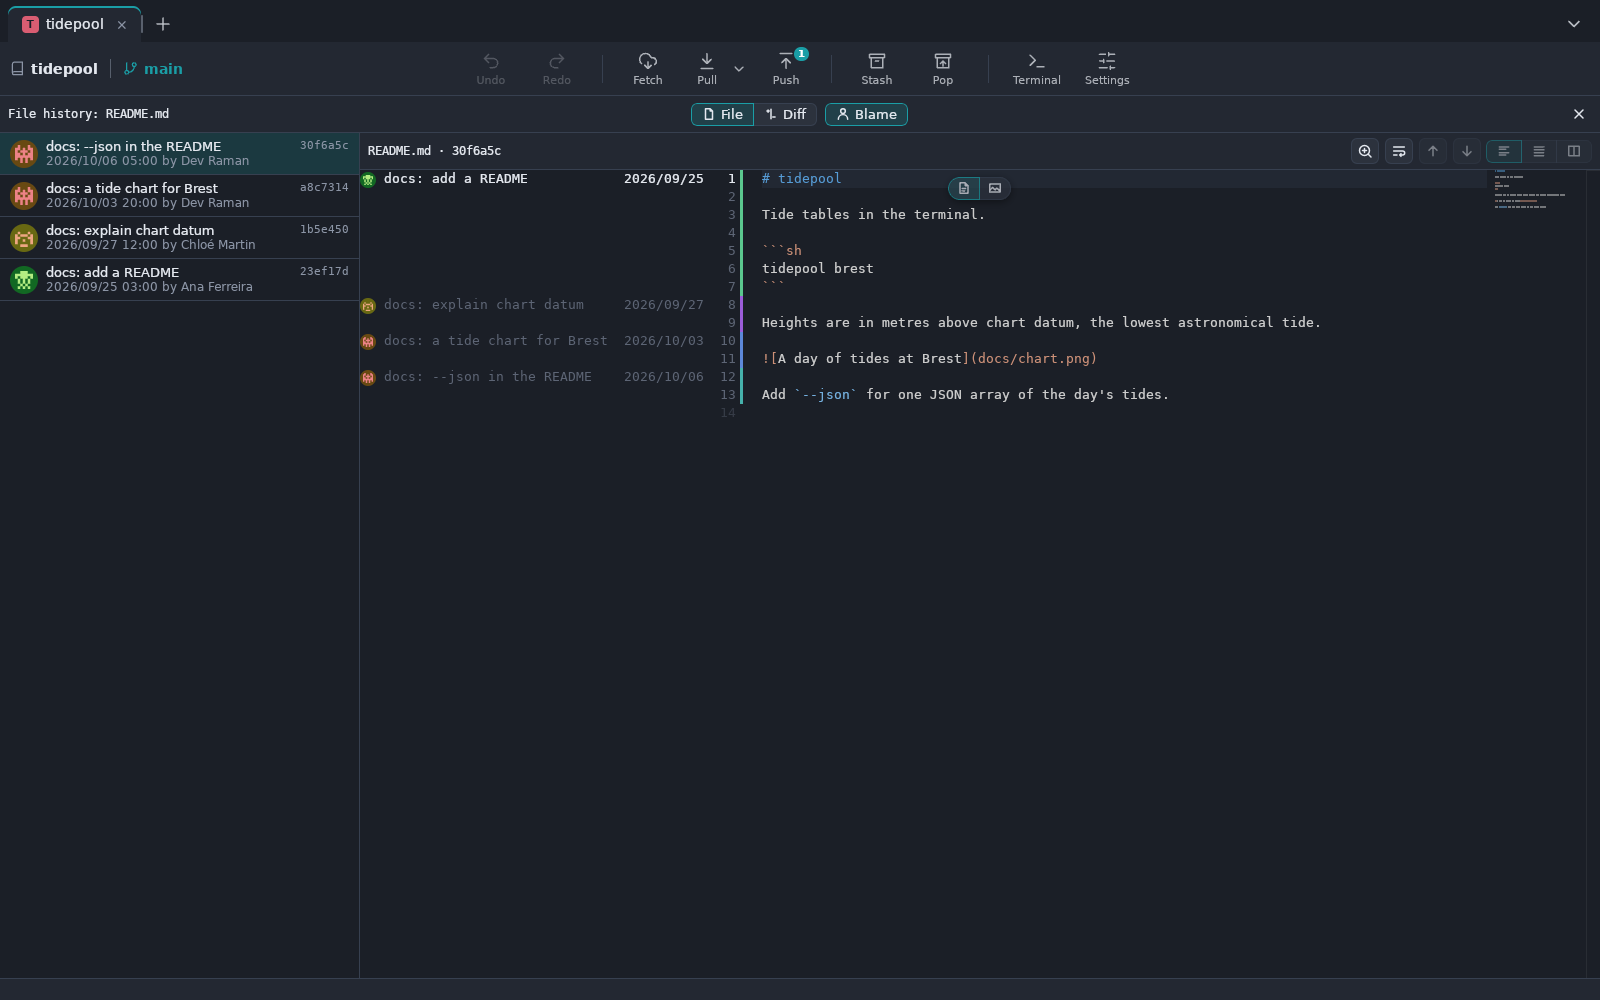 T tidepool
tidepool main
Undo Redo Fetch Pull Push 1 Stash Pop Terminal Settings
File history: README.md
File Diff Blame
docs: --json in the README 30f6a5c
2026/10/06 05:00 by Dev Raman
docs: a tide chart for Brest a8c7314
2026/10/03 20:00 by Dev Raman
docs: explain chart datum 1b5e450
2026/09/27 12:00 by Chloé Martin
docs: add a README 23ef17d
2026/09/25 03:00 by Ana Ferreira
README.md · 30f6a5c
docs: add a README 2026/09/25 1 # tidepool
2
3 Tide tables in the terminal.
4
5 ```sh
6 tidepool brest
7 ```
docs: explain chart datum 2026/09/27 8
9 Heights are in metres above chart datum, the lowest astronomical tide.
docs: a tide chart for Brest 2026/10/03 10
11 ![A day of tides at Brest](docs/chart.png)
docs: --json in the README 2026/10/06 12
13 Add `--json` for one JSON array of the day's tides.
14